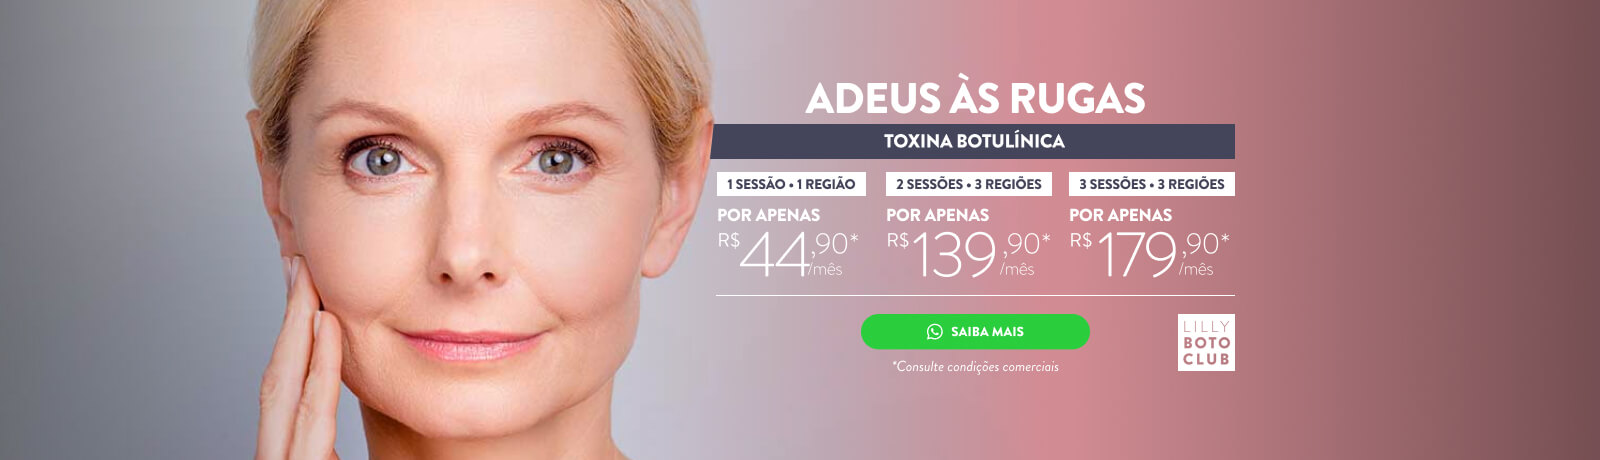 ADEUS ÀS RUGAS
TOXINA BOTULÍNICA
1 SESSÃO • 1 REGIÃO
POR APENAS
R$ 44,90*
/mês
2 SESSÕES • 3 REGIÕES
POR APENAS
R$ 139,90*
/mês
3 SESSÕES • 3 REGIÕES
POR APENAS
R$ 179,90*
/mês
SAIBA MAIS
*Consulte condições comerciais
LILLY
BOTO
CLUB